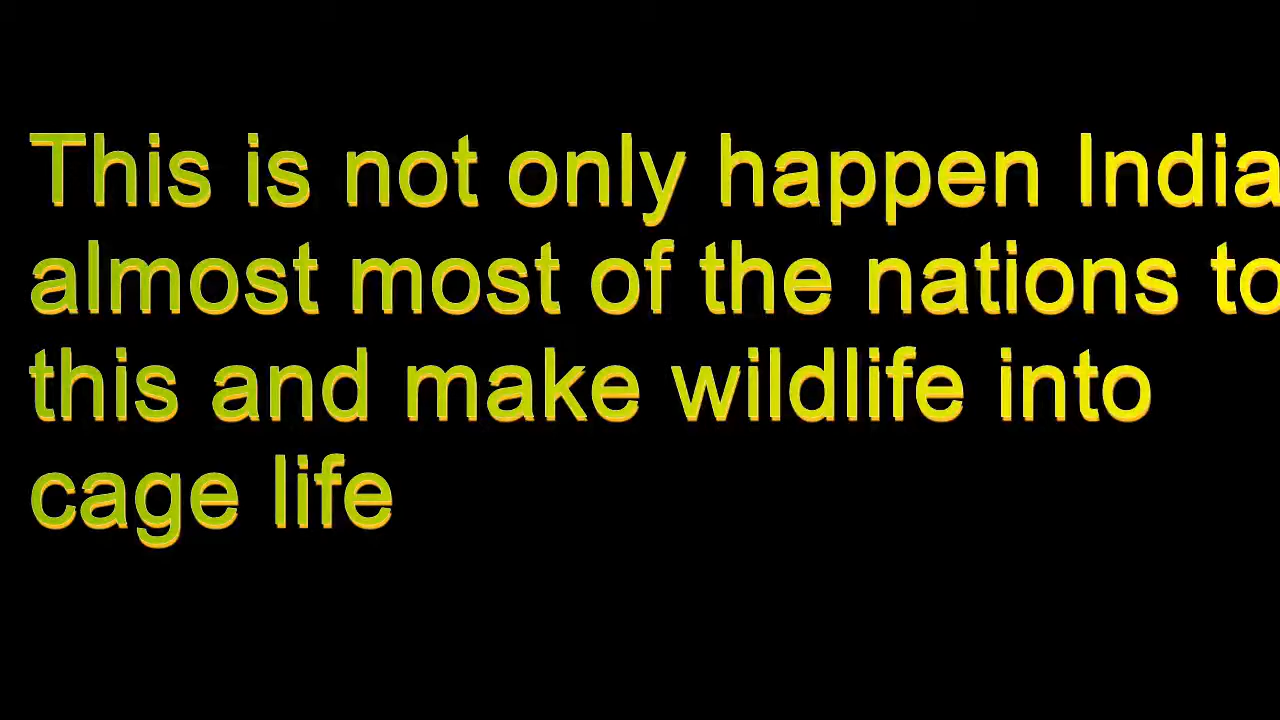 This is not only happen India
almost most of the nations to
this and make wildlife into
cage life